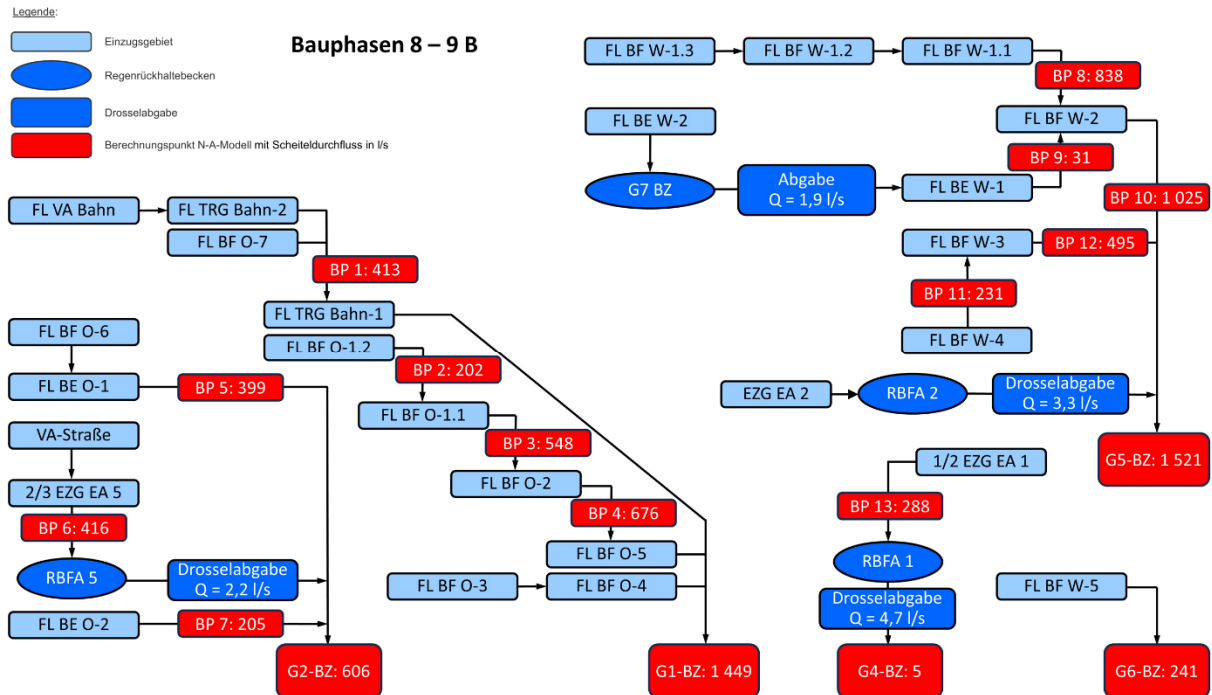 Legende:
Einzugsgebiet
Regenrückhaltebecken
Drosselabgabe
Berechnungspunkt N-A-Modell mit Scheiteldurchfluss in l/s
Bauphasen 8 – 9 B
FL BF W-1.3
FL BF W-1.2
FL BF W-1.1
BP 8: 838
FL BE W-2
FL BF W-2
BP 9: 31
G7 BZ
Abgabe
Q = 1,9 l/s
FL BE W-1
BP 10: 1 025
FL BF W-3
BP 12: 495
BP 11: 231
FL BF W-4
EZG EA 2
RBFA 2
Drosselabgabe
Q = 3,3 l/s
G5-BZ: 1 521
FL VA Bahn
FL TRG Bahn-2
FL BF O-7
BP 1: 413
FL TRG Bahn-1
FL BF O-1.2
BP 2: 202
FL BF O-1.1
BP 3: 548
FL BF O-2
BP 4: 676
FL BF O-5
FL BF O-3
FL BF O-4
G1-BZ: 1 449
FL BF O-6
FL BE O-1
BP 5: 399
VA-Straße
2/3 EZG EA 5
BP 6: 416
RBFA 5
Drosselabgabe
Q = 2,2 l/s
FL BE O-2
BP 7: 205
G2-BZ: 606
1/2 EZG EA 1
BP 13: 288
RBFA 1
Drosselabgabe
Q = 4,7 l/s
G4-BZ: 5
FL BF W-5
G6-BZ: 241